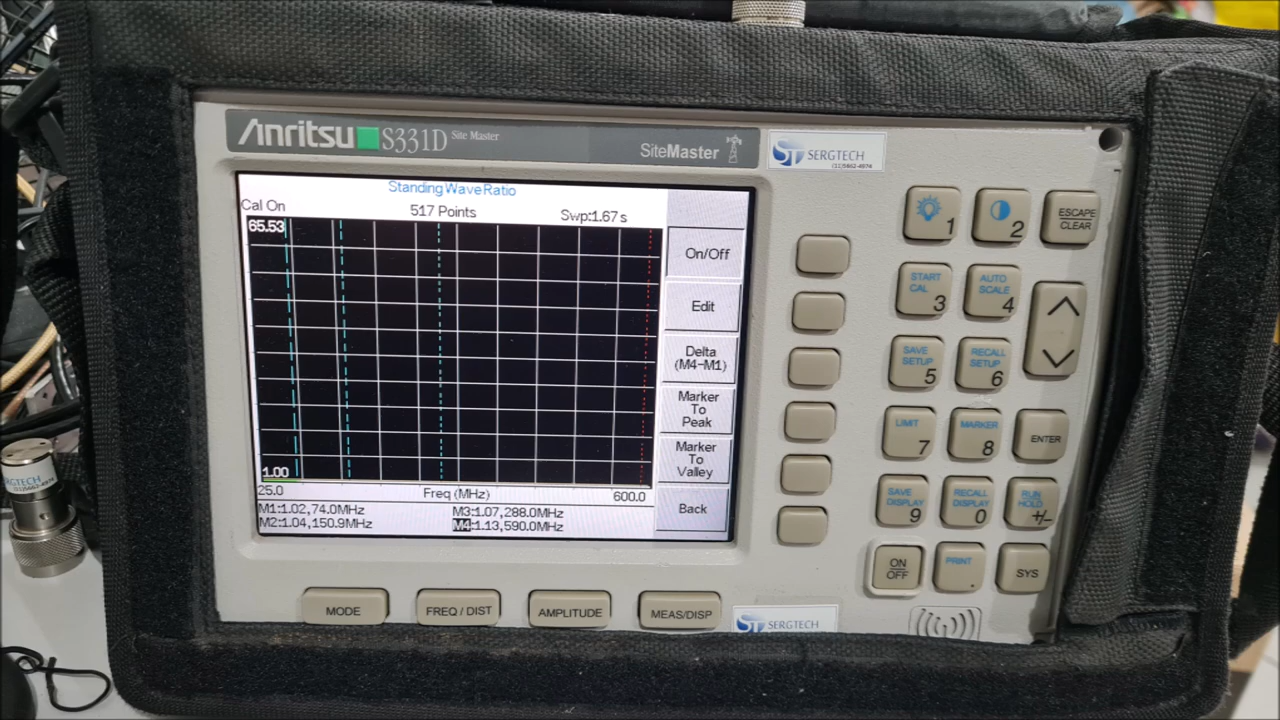 Anritsu S331D Site Master
SiteMaster
ST SERGTECH
(11)5662-4974
Standing Wave Ratio
Cal On
517 Points
Swp:1.67 s
65.53
1.00
25.0
Freq (MHz)
600.0
M1:1.02,74.0MHz
M2:1.04,150.9MHz
M3:1.07,288.0MHz
M4:1.13,590.0MHz
On/Off
Edit
Delta
(M4-M1)
Marker
To
Peak
Marker
To
Valley
Back
1
2
ESCAPE
CLEAR
START
CAL
3
AUTO
SCALE
4
SAVE
SETUP
5
RECALL
SETUP
6
LIMIT
7
MARKER
8
ENTER
SAVE
DISPLAY
9
RECALL
DISPLAY
0
RUN
HOLD
+/-
ON
OFF
PRINT
.
SYS
MODE
FREQ / DIST
AMPLITUDE
MEAS/DISP
ST SERGTECH